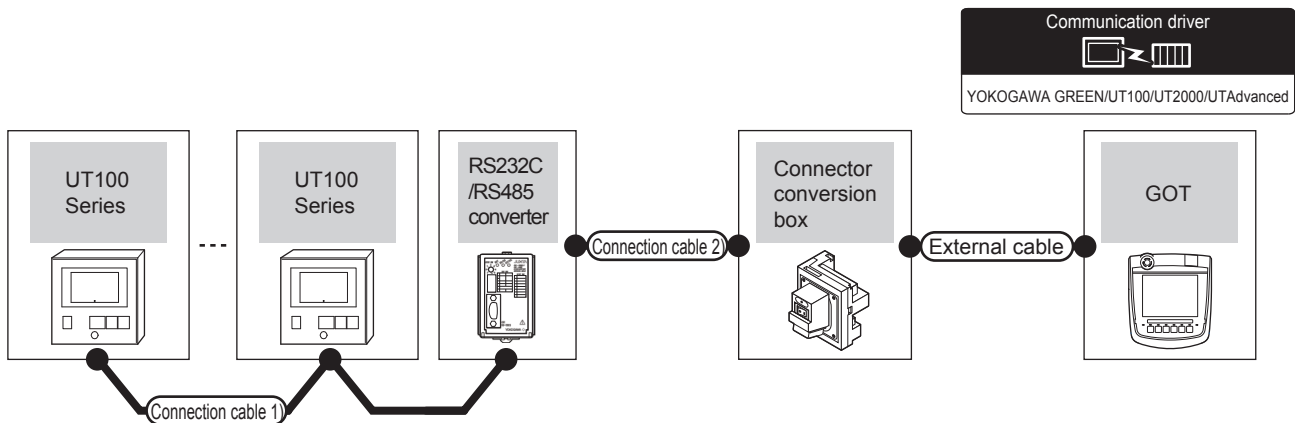 Communication driver
YOKOGAWA GREEN/UT100/UT2000/UTAdvanced
UT100
Series
UT100
Series
RS232C
/RS485
converter
Connector
conversion
box
GOT
Connection cable 2)
External cable
Connection cable 1)